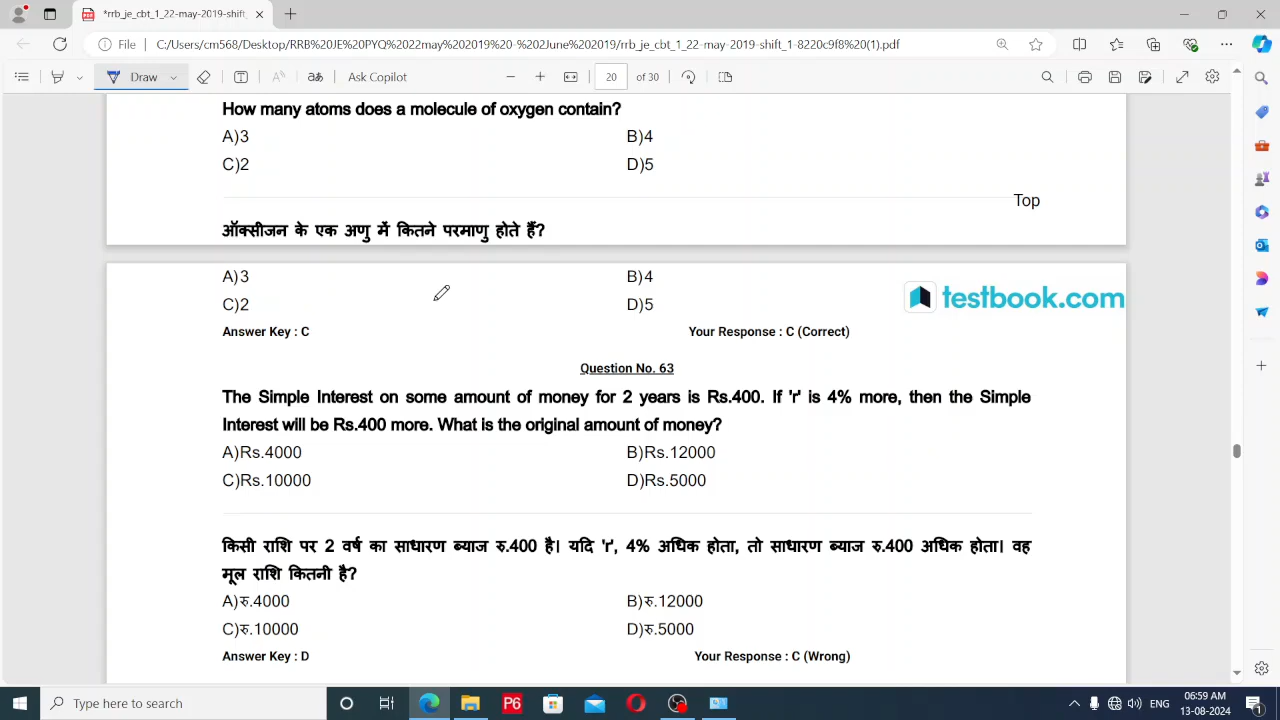 rrb_je_cbt_1_22-may-2019-shift_
File | C:/Users/cm568/Desktop/RRB%20JE%20PYQ%2022may%202019%20-%20%20June%202019/rrb_je_cbt_1_22-may-2019-shift_1-8220c9f8%20(1).pdf
Draw Ask Copilot 20 of 30
How many atoms does a molecule of oxygen contain?
A)3 B)4
C)2 D)5
Top
ऑक्सीजन के एक अणु में कितने परमाणु होते हैं?
A)3 B)4
testbook.com
C)2 D)5
Answer Key : C Your Response : C (Correct)
Question No. 63
The Simple Interest on some amount of money for 2 years is Rs.400. If 'r' is 4% more, then the Simple
Interest will be Rs.400 more. What is the original amount of money?
A)Rs.4000 B)Rs.12000
C)Rs.10000 D)Rs.5000
किसी राशि पर 2 वर्ष का साधारण ब्याज रु.400 है। यदि 'r', 4% अधिक होता, तो साधारण ब्याज रु.400 अधिक होता। वह
मूल राशि कितनी है?
A)रु.4000 B)रु.12000
C)रु.10000 D)रु.5000
Answer Key : D Your Response : C (Wrong)
Type here to search
P6
ENG
06:59 AM
13-08-2024